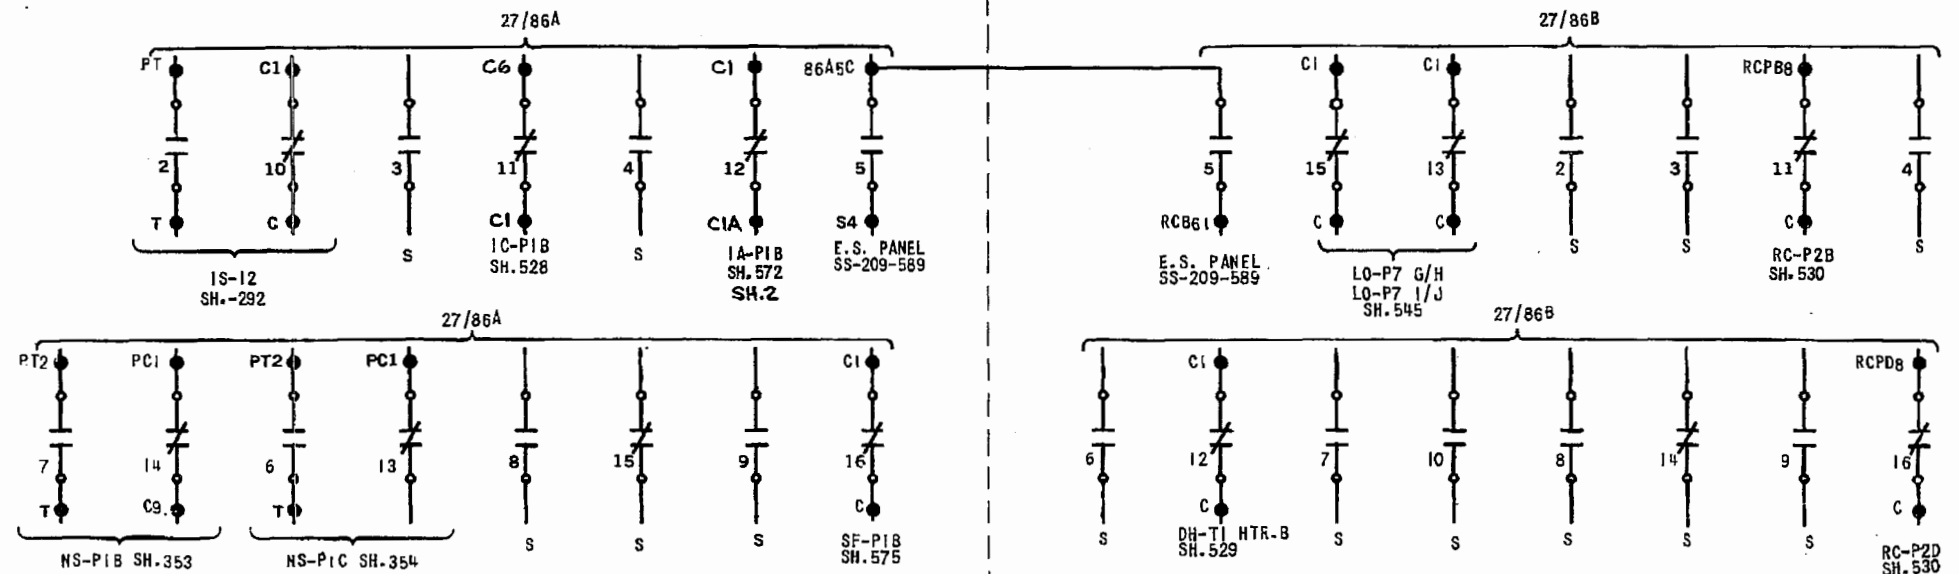 27/86A
27/86B
PT C1 C6 C1 86A5C C1 C1 RCPB8
2 10 3 11 4 12 5 5 15 13 2 3 11 4
T C C1 C1A S4 RCB61 C C C
S S S S S
IS-12
SH.-292
IC-P1B
SH.528
IA-P1B
SH.572
SH.2
E.S. PANEL
SS-209-589
E.S. PANEL
SS-209-589
LO-P7 G/H
LO-P7 I/J
SH.545
RC-P2B
SH.530
27/86A
27/86B
PT2 PC1 PT2 PC1 C1 C1 RCPD8
7 14 6 13 8 15 9 16 6 12 7 10 8 14 9 16
T C9. T C C C
S S S S S S S S S
NS-P1B SH.353
NS-P1C SH.354
SF-P1B
SH.575
DH-T1 HTR.B
SH.529
RC-P2D
SH.530